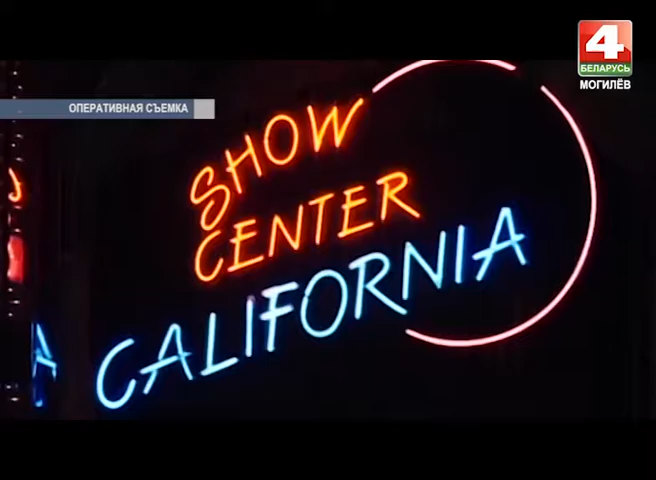 4
БЕЛАРУСЬ
МОГИЛЁВ
ОПЕРАТИВНАЯ СЪЕМКА
SHOW
CENTER
CALIFORNIA